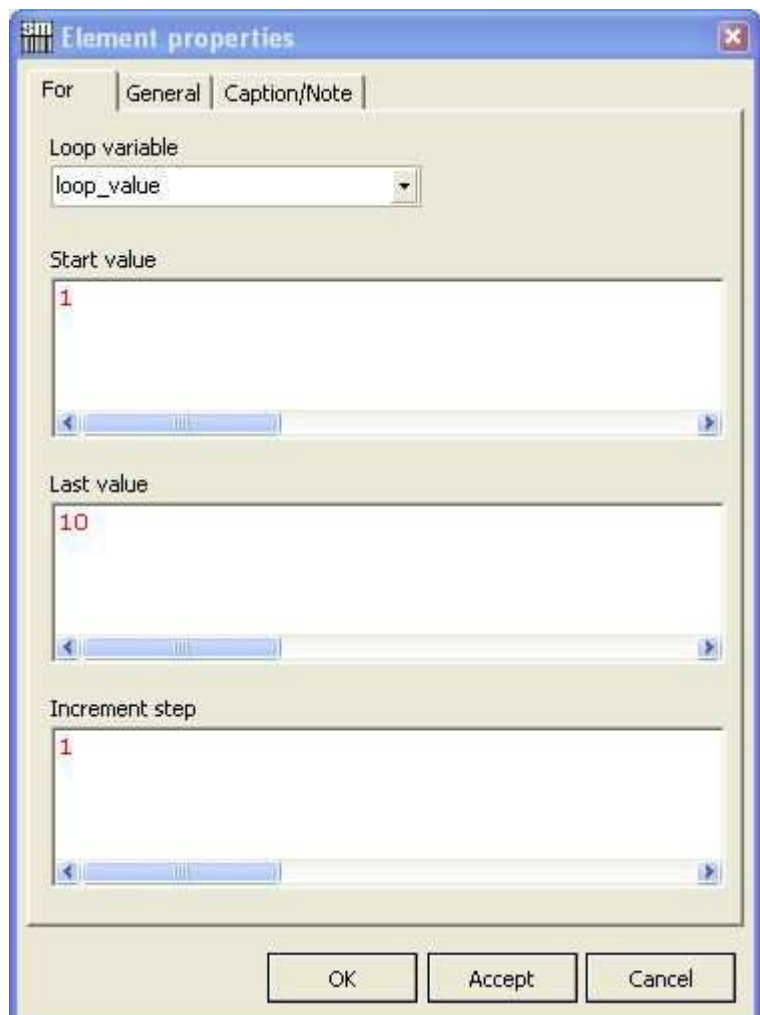 sm Element properties
For General Caption/Note
Loop variable
loop_value
Start value
1
Last value
10
Increment step
1
OK Accept Cancel